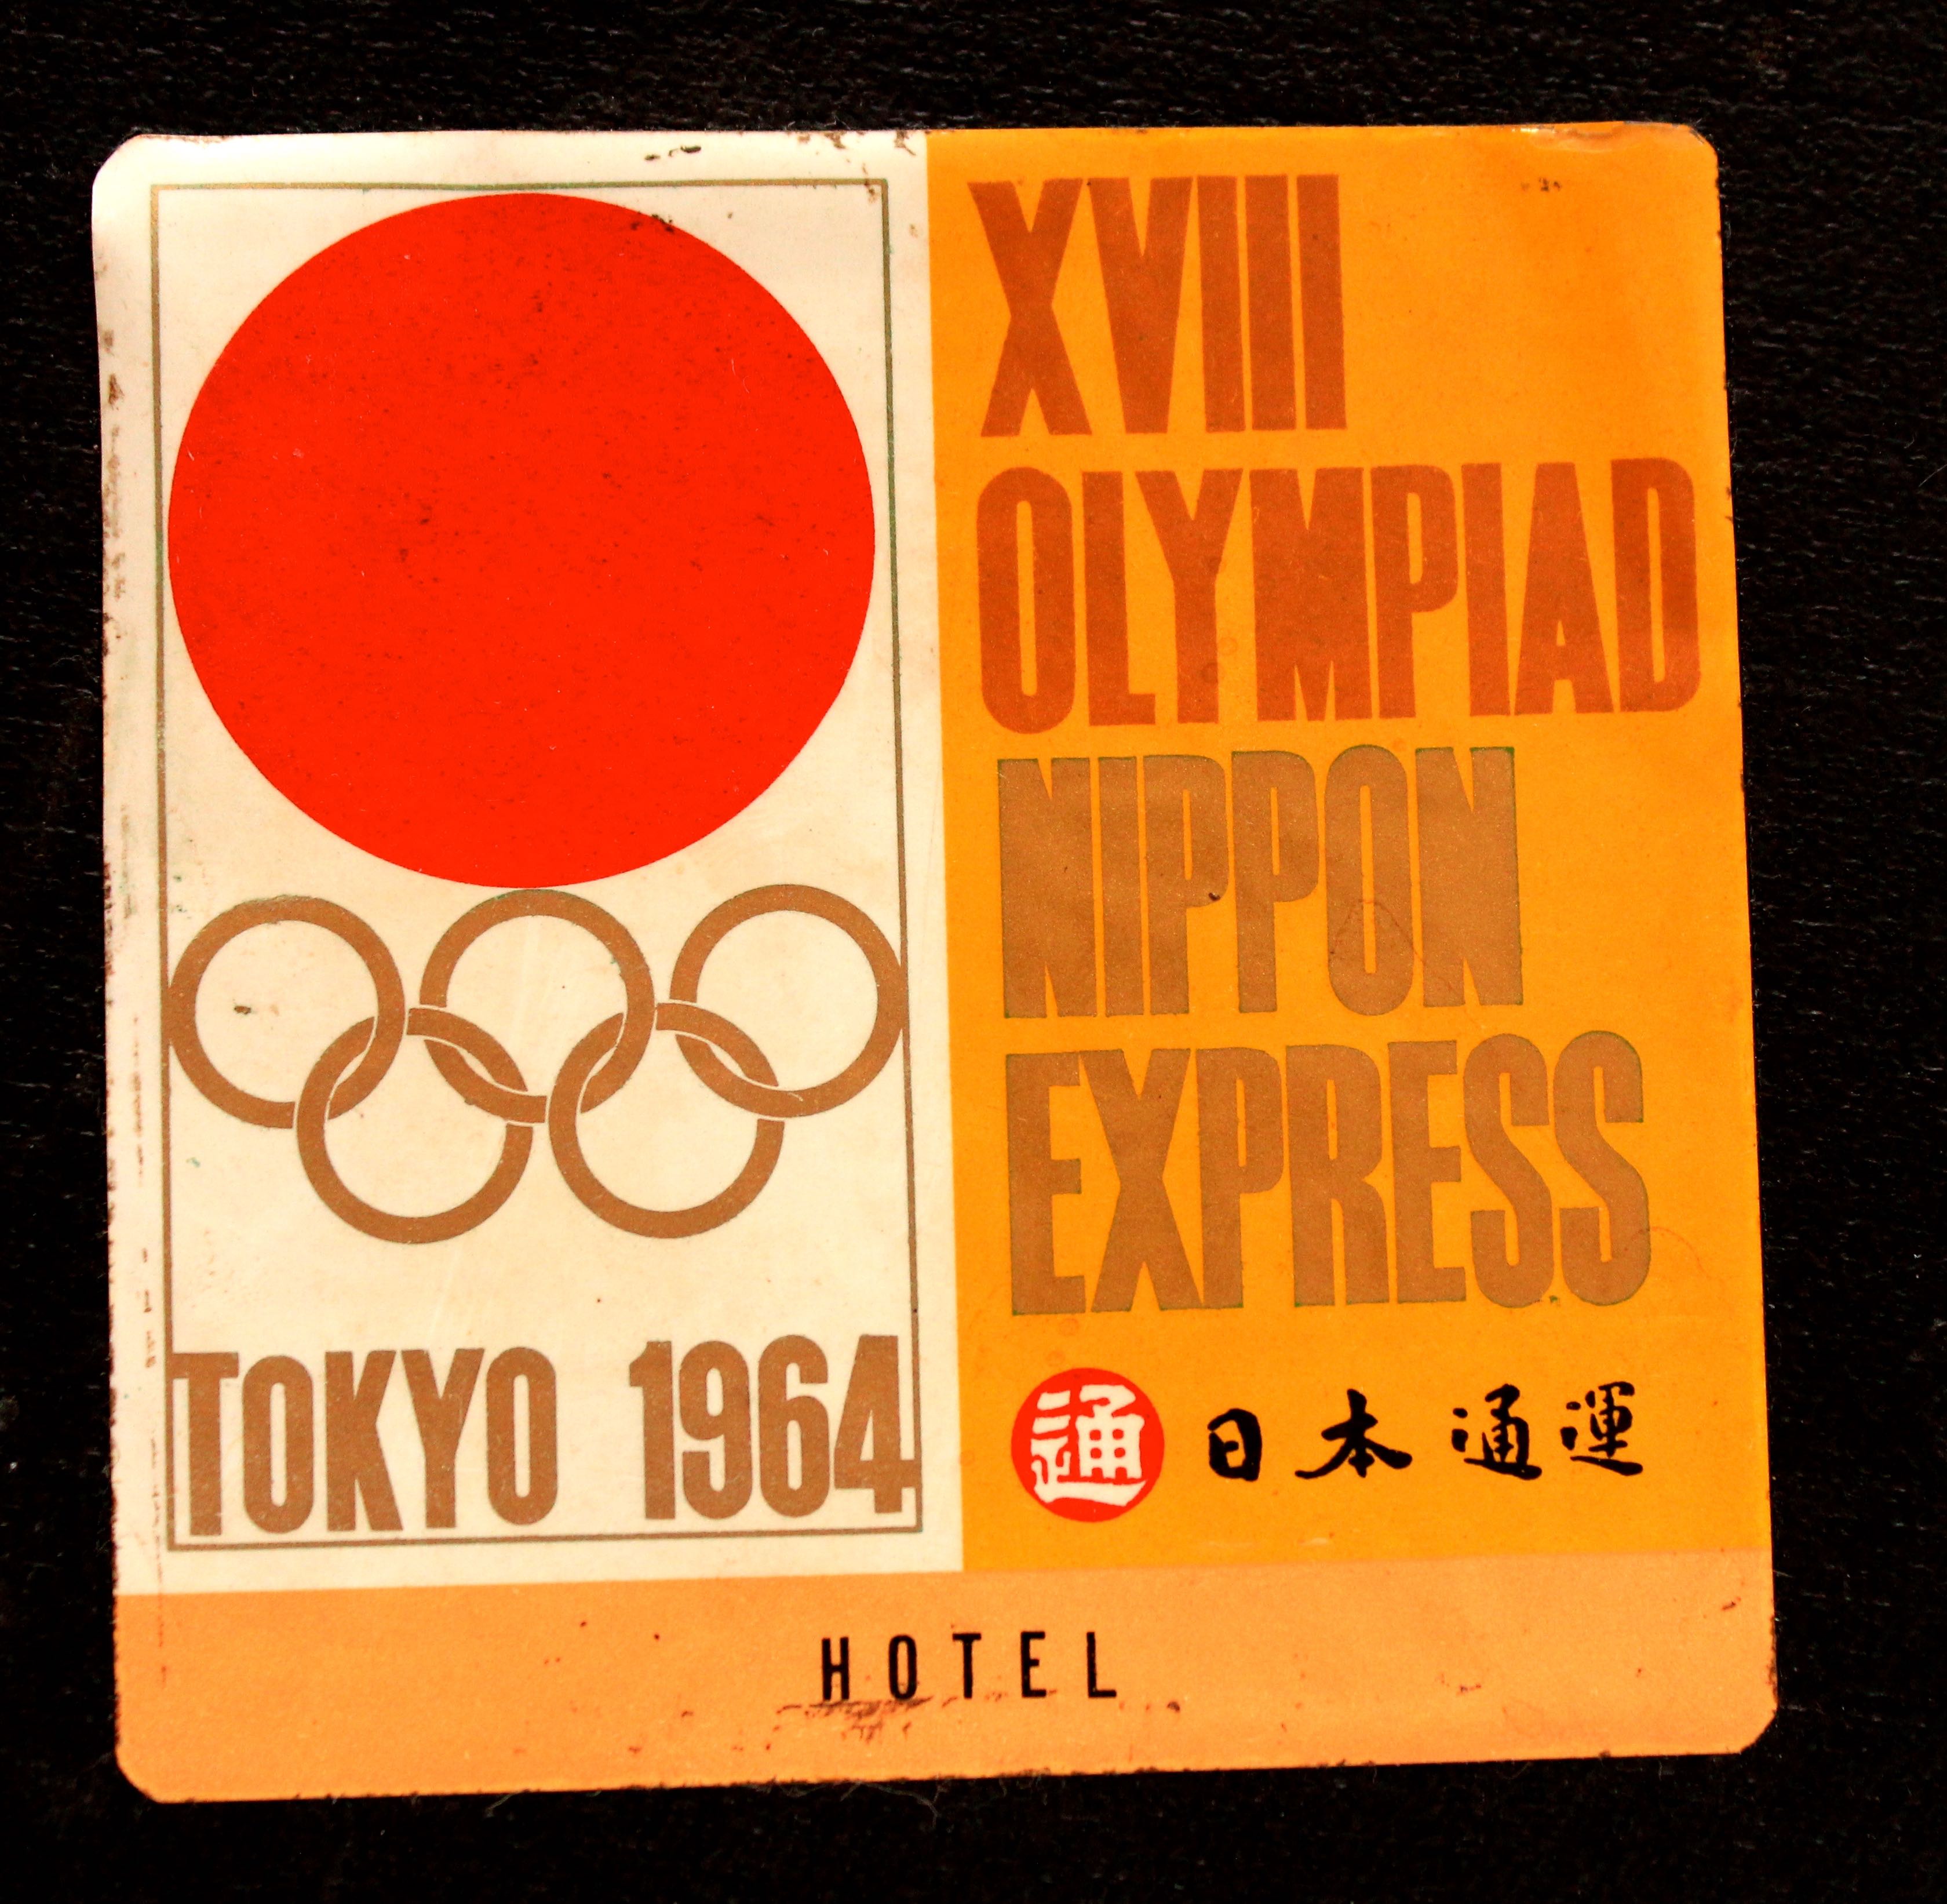 TOKYO 1964
XVIII
OLYMPIAD
NIPPON
EXPRESS
通 日本通運
HOTEL